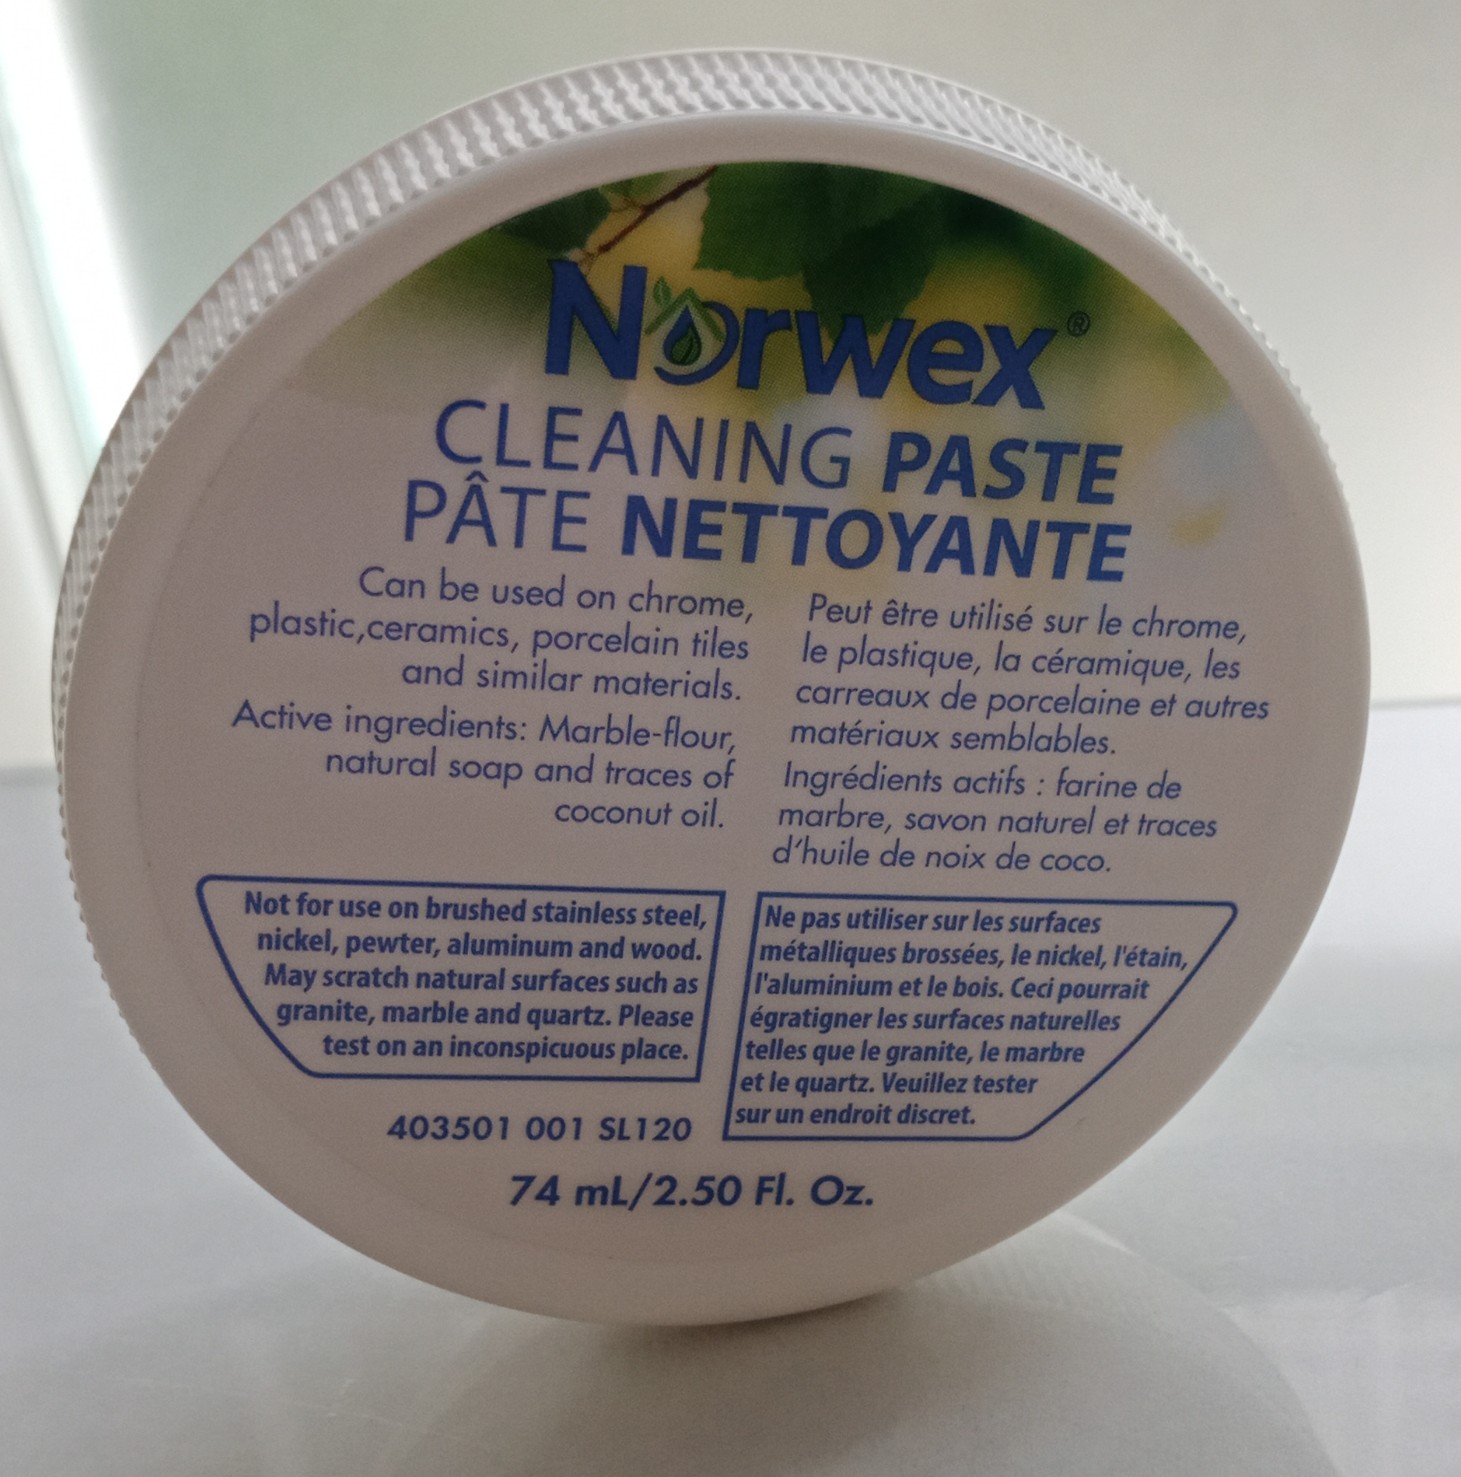 Norwex®
CLEANING PASTE
PÂTE NETTOYANTE
Can be used on chrome,
plastic,ceramics, porcelain tiles
and similar materials.
Active ingredients: Marble-flour,
natural soap and traces of
coconut oil.
Peut être utilisé sur le chrome,
le plastique, la céramique, les
carreaux de porcelaine et autres
matériaux semblables.
Ingrédients actifs : farine de
marbre, savon naturel et traces
d'huile de noix de coco.
Not for use on brushed stainless steel,
nickel, pewter, aluminum and wood.
May scratch natural surfaces such as
granite, marble and quartz. Please
test on an inconspicuous place.
Ne pas utiliser sur les surfaces
métalliques brossées, le nickel, l'étain,
l'aluminium et le bois. Ceci pourrait
égratigner les surfaces naturelles
telles que le granite, le marbre
et le quartz. Veuillez tester
sur un endroit discret.
403501 001 SL120
74 mL/2.50 Fl. Oz.